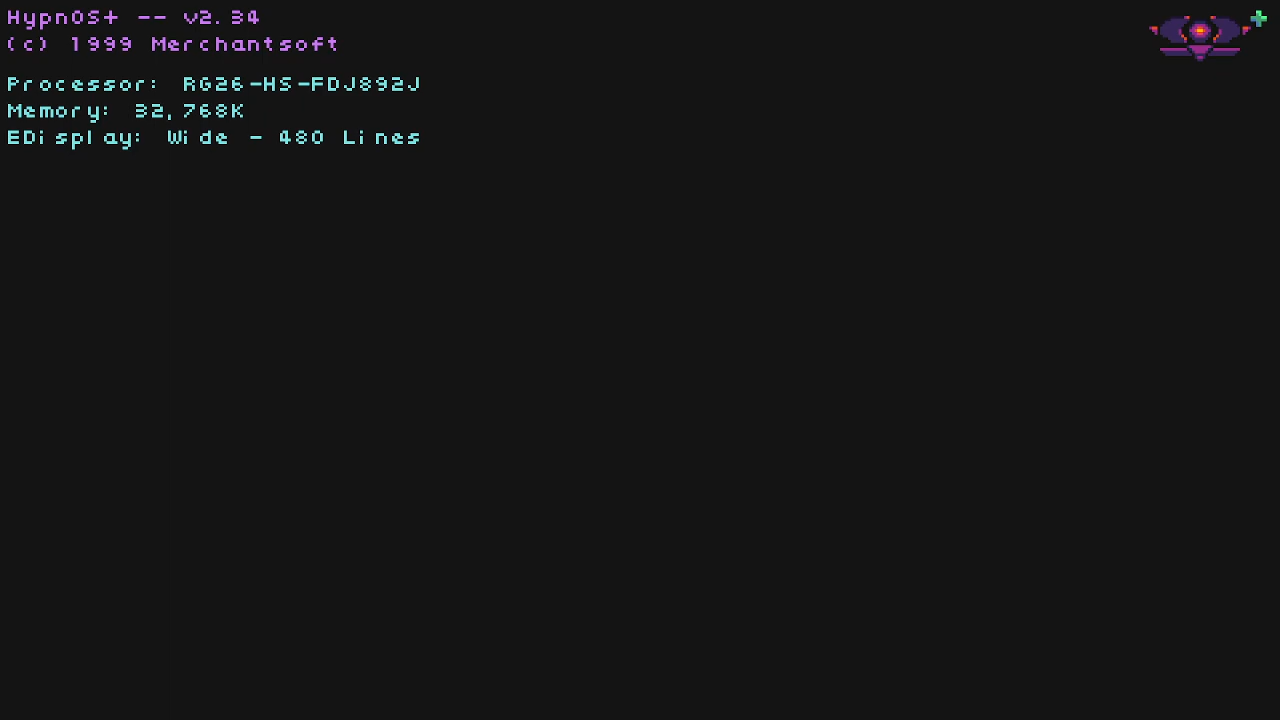 HypnOS+ -- v2.34
(c) 1999 Merchantsoft
Processor: RG26-HS-FDJ892J
Memory: 32,768K
EDisplay: Wide - 480 Lines